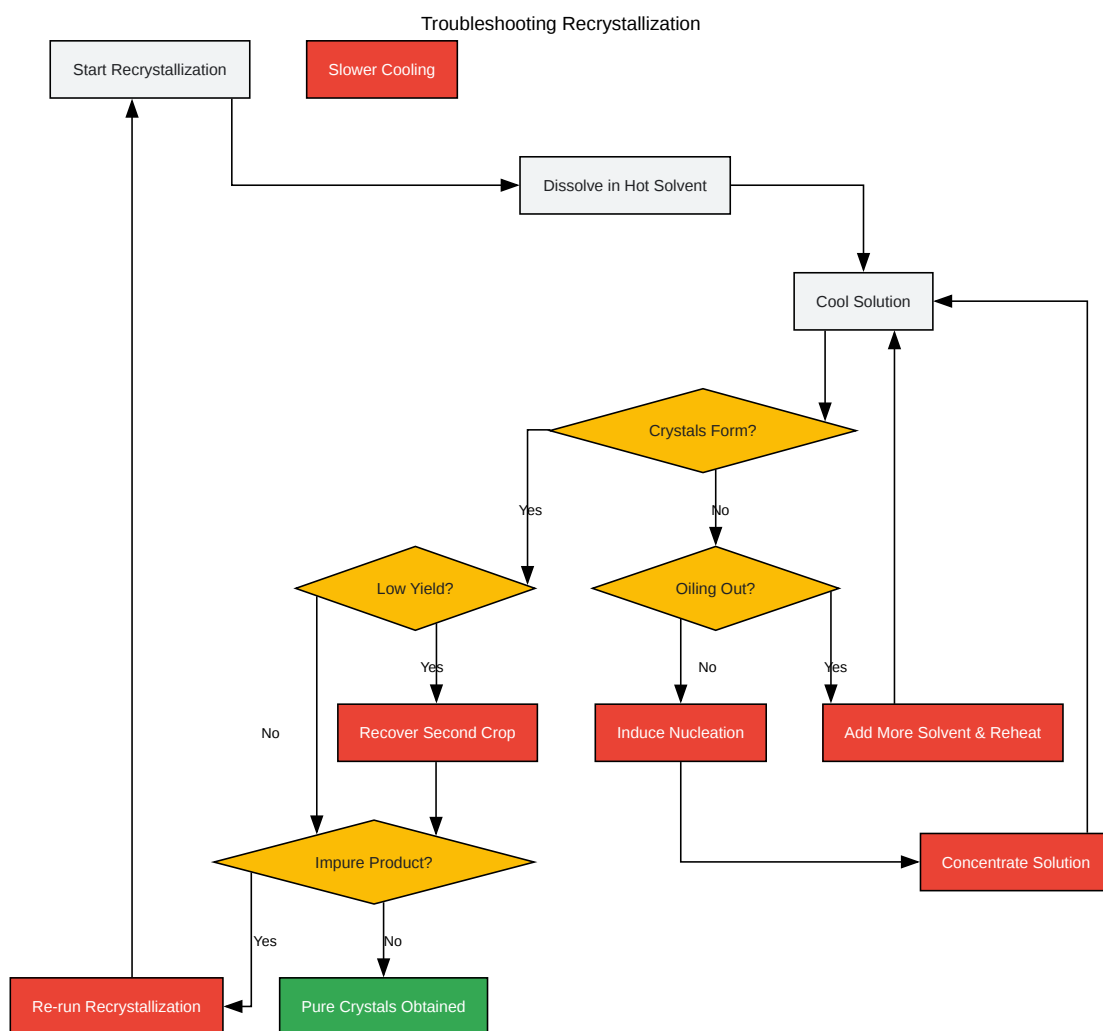 Troubleshooting Recrystallization
Start Recrystallization
Slower Cooling
Dissolve in Hot Solvent
Cool Solution
Crystals Form?
Yes
No
Low Yield?
Oiling Out?
Yes
No
Yes
No
Recover Second Crop
Induce Nucleation
Add More Solvent & Reheat
Impure Product?
Concentrate Solution
Yes
No
Re-run Recrystallization
Pure Crystals Obtained